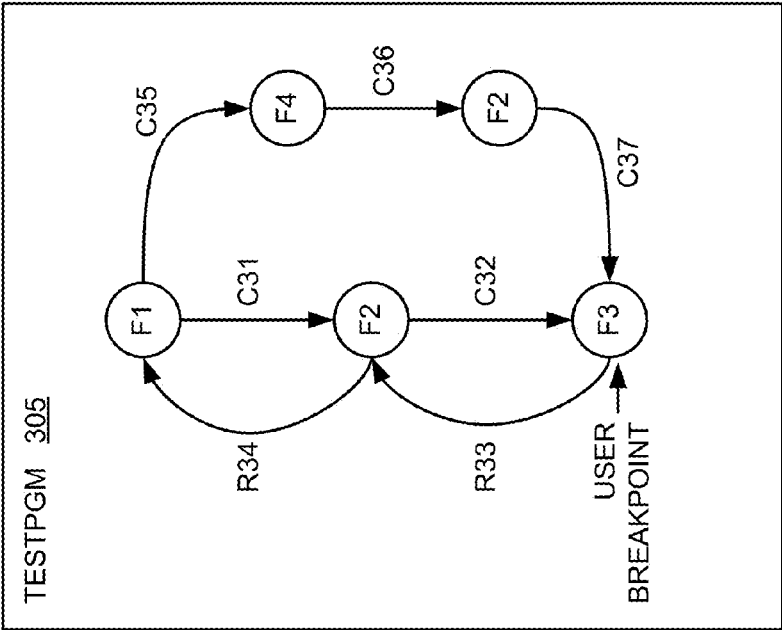 TESTPGM 305
F1
C35
R34
C31
F4
F2
C36
R33
C32
F2
USER
BREAKPOINT
F3
C37